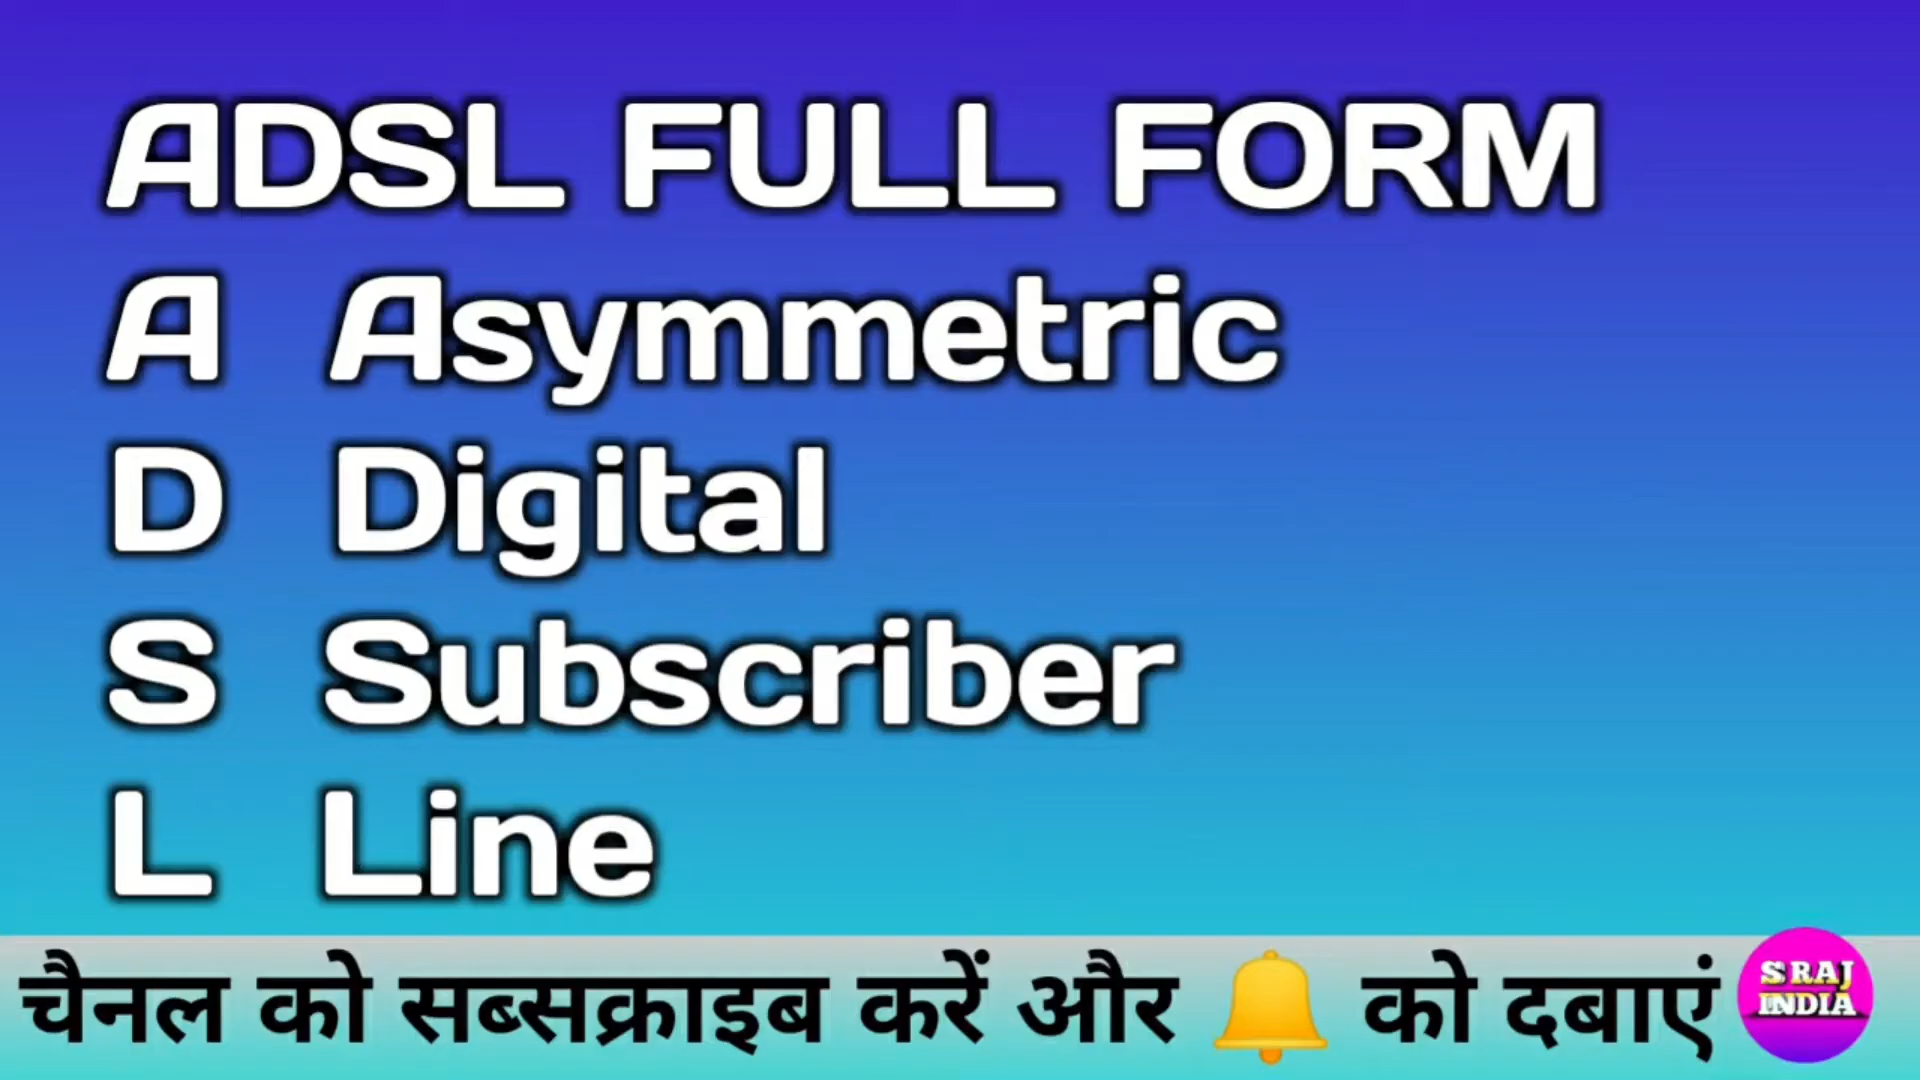 ADSL FULL FORM
A Asymmetric
D Digital
S Subscriber
L Line
चैनल को सब्सक्राइब करें और 🔔 को दबाएं
S RAJ
INDIA